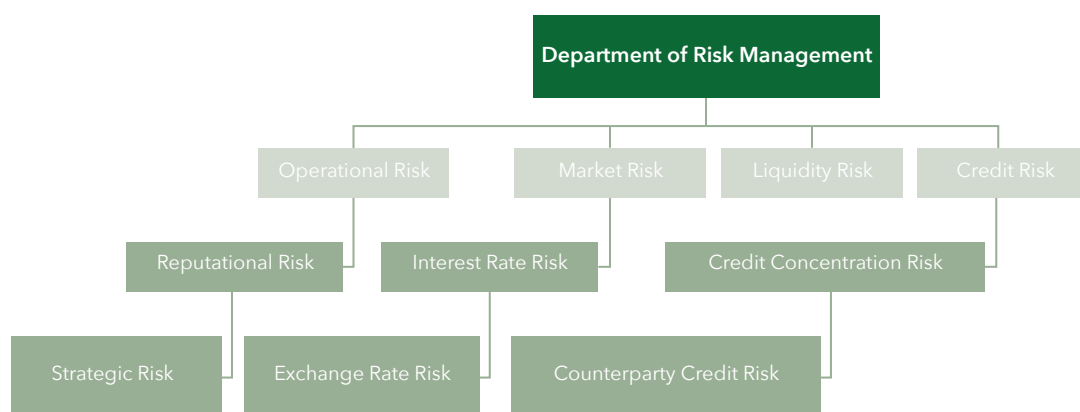 Department of Risk Management
Operational Risk
Market Risk
Liquidity Risk
Credit Risk
Reputational Risk
Interest Rate Risk
Credit Concentration Risk
Strategic Risk
Exchange Rate Risk
Counterparty Credit Risk